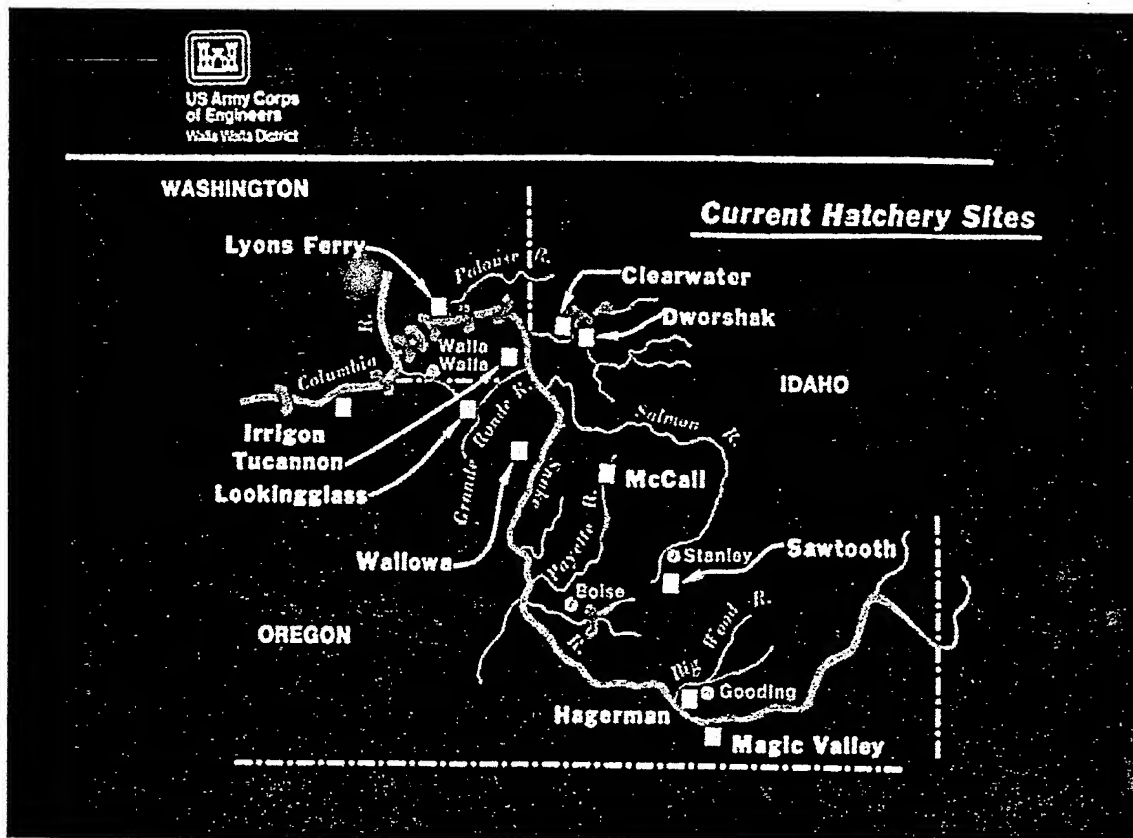 US Army Corps
of Engineers
Walla Walla District
WASHINGTON
Current Hatchery Sites
Lyons Ferry
Palouse R.
Clearwater
Dworshak
R.
Walla
Walla
Columbia
IDAHO
Salmon R.
Irrigon
Tucannon
Grande Ronde R.
Lookingglass
Snake
McCall
Payette R.
Wallowa
Stanley
Sawtooth
Boise
OREGON
R.
Big Wood R.
Gooding
Hagerman
Magic Valley